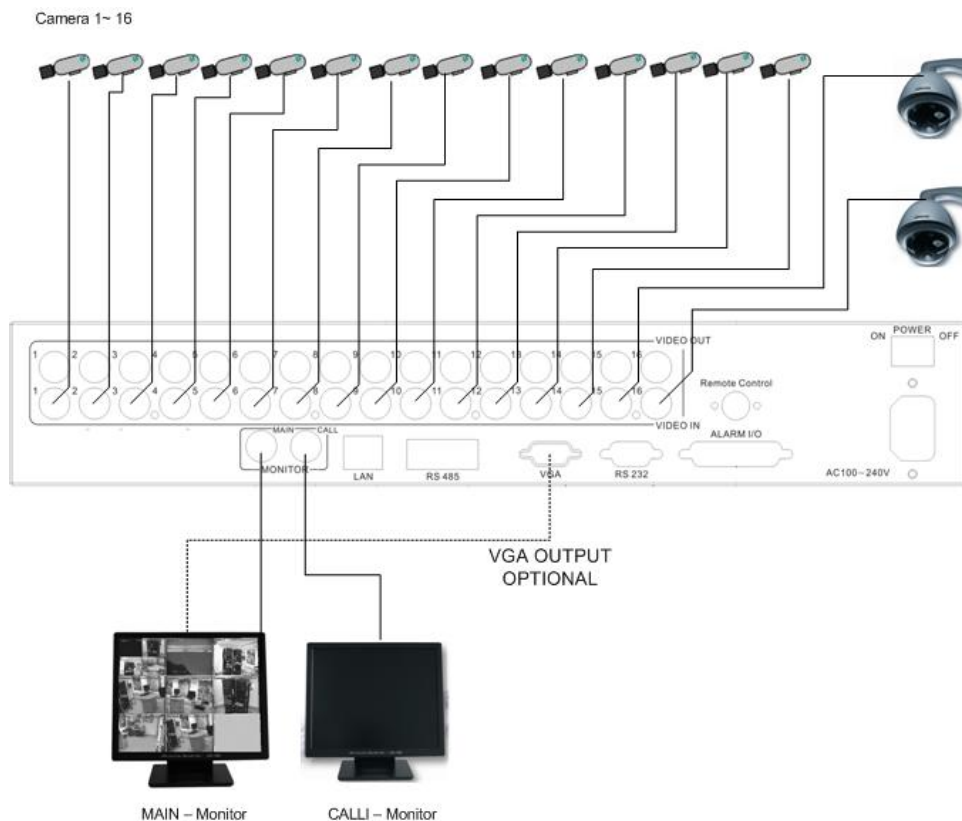 Camera 1~ 16
ON POWER OFF
1 2 3 4 5 6 7 8 9 10 11 12 13 14 15 16 VIDEO OUT
Remote Control
1 2 3 4 5 6 7 8 9 10 11 12 13 14 15 16
VIDEO IN
MAIN CALL
ALARM I/O
MONITOR
LAN
RS 485
VGA
RS 232
AC100~240V
VGA OUTPUT
OPTIONAL
MAIN – Monitor
CALLI – Monitor